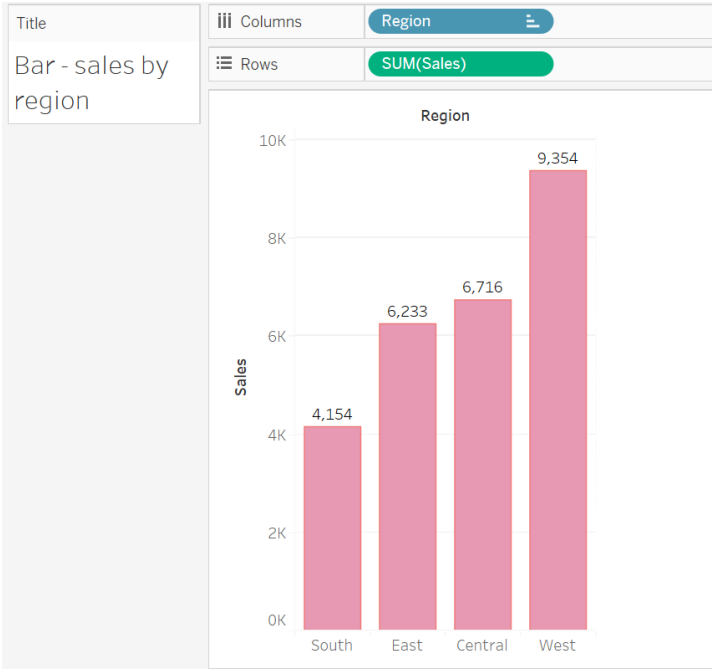 Title
Bar - sales by
region
Columns
Region
Rows
SUM(Sales)
Region
10K
8K
6K
4K
2K
0K
Sales
4,154
6,233
6,716
9,354
South
East
Central
West